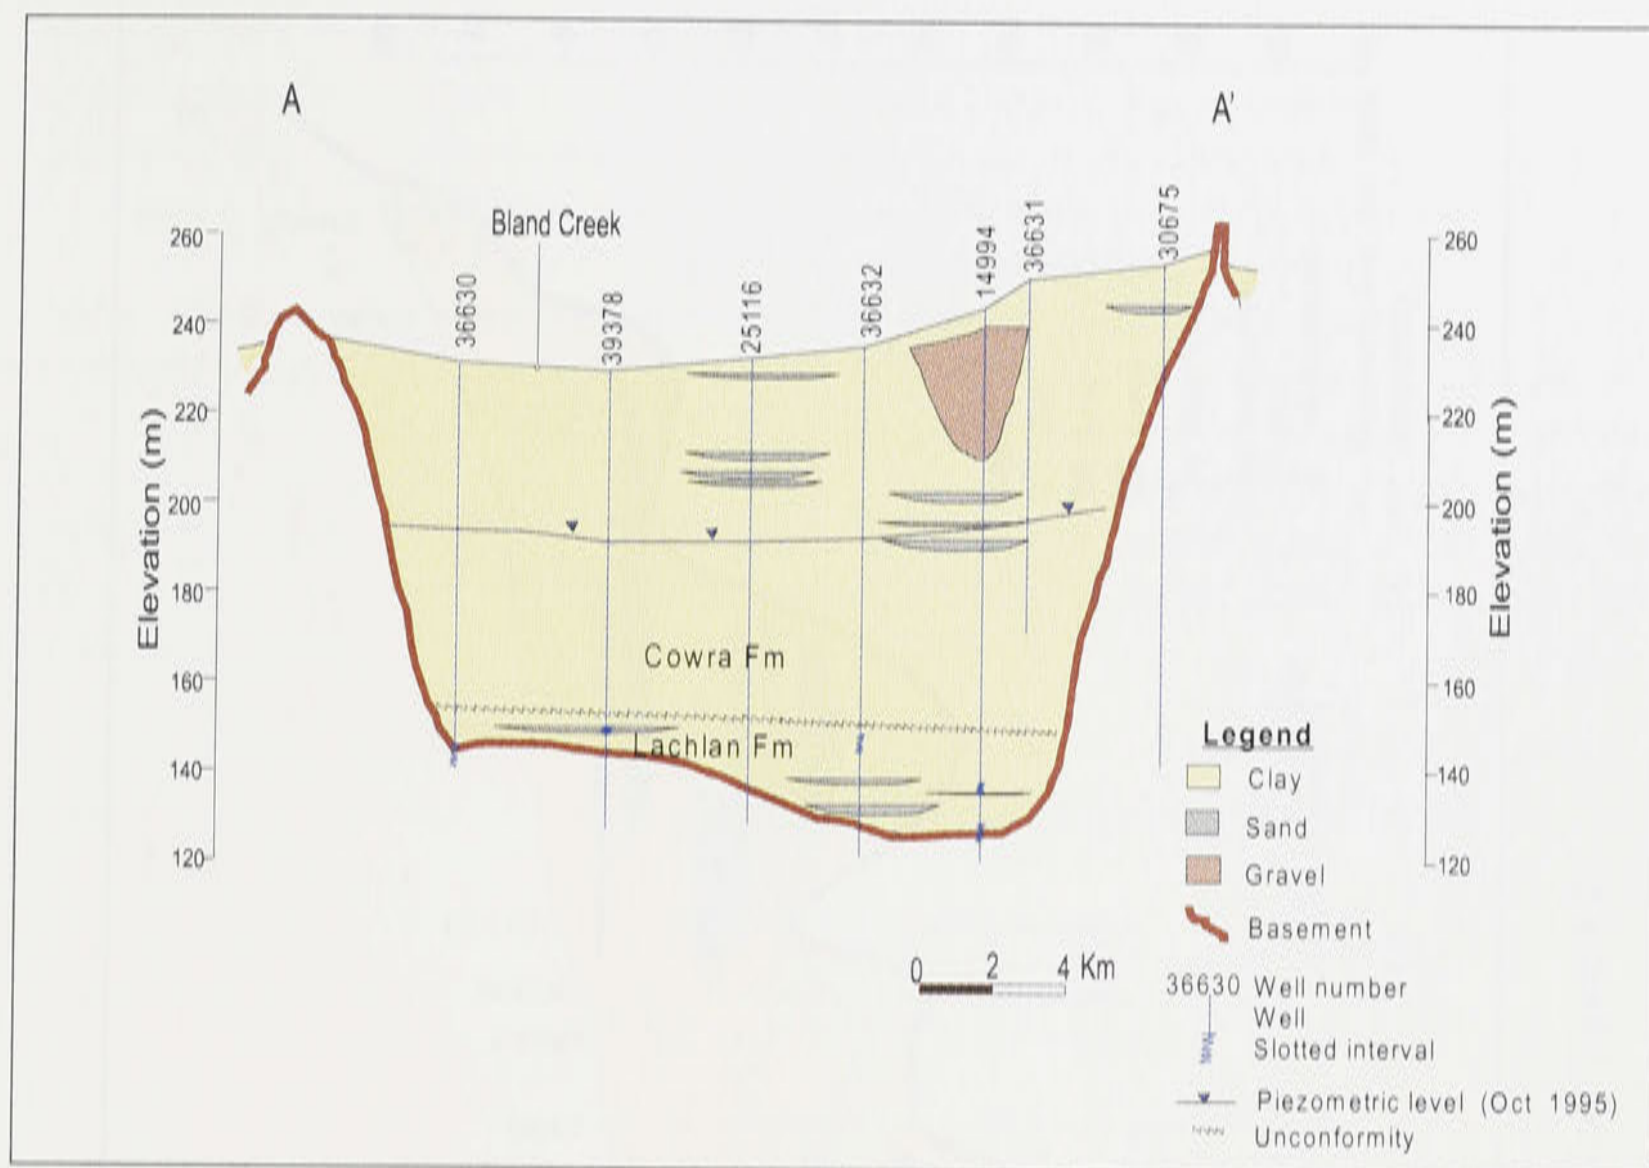 A
A'
Bland Creek
36630
39378
25116
36632
14994
36631
30675
260
240
220
200
180
160
140
120
Elevation (m)
260
240
220
200
180
160
140
120
Elevation (m)
Cowra Fm
Lachlan Fm
Legend
Clay
Sand
Gravel
Basement
36630 Well number
Well
Slotted interval
Piezometric level (Oct 1995)
Unconformity
0 2 4 Km